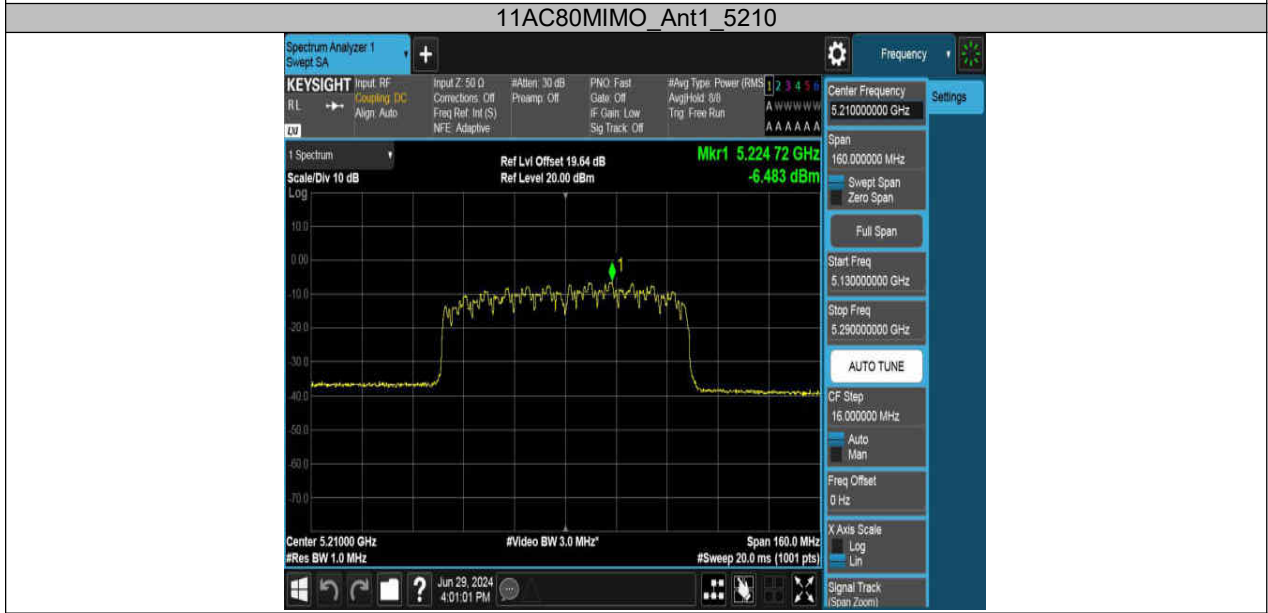 11AC80MIMO_Ant1_5210
Spectrum Analyzer 1
Swept SA
Frequency
KEYSIGHT
RL
LXI
Input: RF
Coupling: DC
Align: Auto
Input Z: 50 Ω
Corrections: Off
Freq Ref: Int (S)
NFE: Adaptive
#Atten: 30 dB
Preamp: Off
PNO: Fast
Gate: Off
IF Gain: Low
Sig Track: Off
#Avg Type: Power (RMS
Avg|Hold: 8/8
Trig: Free Run
1 2 3 4 5 6
A W W W W W
A A A A A A
Center Frequency
5.210000000 GHz
Settings
1 Spectrum
Scale/Div 10 dB
Log
Ref Lvl Offset 19.64 dB
Ref Level 20.00 dBm
Mkr1 5.224 72 GHz
-6.483 dBm
Span
160.000000 MHz
Swept Span
Zero Span
Full Span
Start Freq
5.130000000 GHz
Stop Freq
5.290000000 GHz
AUTO TUNE
CF Step
16.000000 MHz
Auto
Man
Freq Offset
0 Hz
X Axis Scale
Log
Lin
Signal Track
(Span Zoom)
10.0
0.00
-10.0
-20.0
-30.0
-40.0
-50.0
-60.0
-70.0
1
Center 5.21000 GHz
#Res BW 1.0 MHz
#Video BW 3.0 MHz*
Span 160.0 MHz
#Sweep 20.0 ms (1001 pts)
Jun 29, 2024
4:01:01 PM